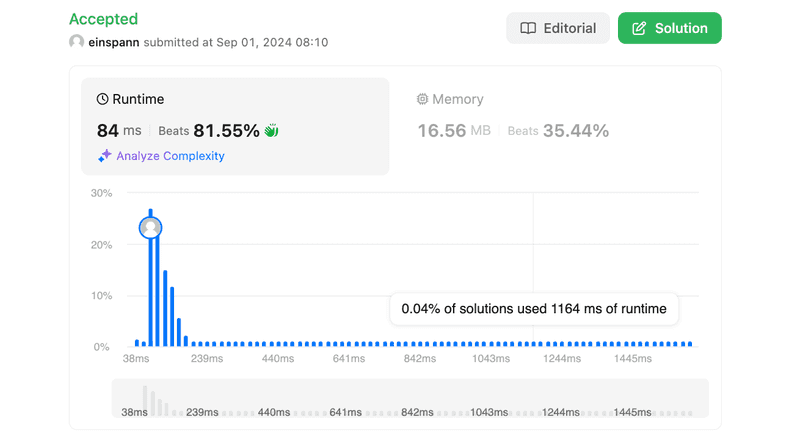 Accepted
Editorial
Solution
einspann submitted at Sep 01, 2024 08:10
Runtime
Memory
84 ms Beats 81.55%
16.56 MB Beats 35.44%
Analyze Complexity
30%
20%
10%
0%
0.04% of solutions used 1164 ms of runtime
38ms 239ms 440ms 641ms 842ms 1043ms 1244ms 1445ms
38ms 239ms 440ms 641ms 842ms 1043ms 1244ms 1445ms